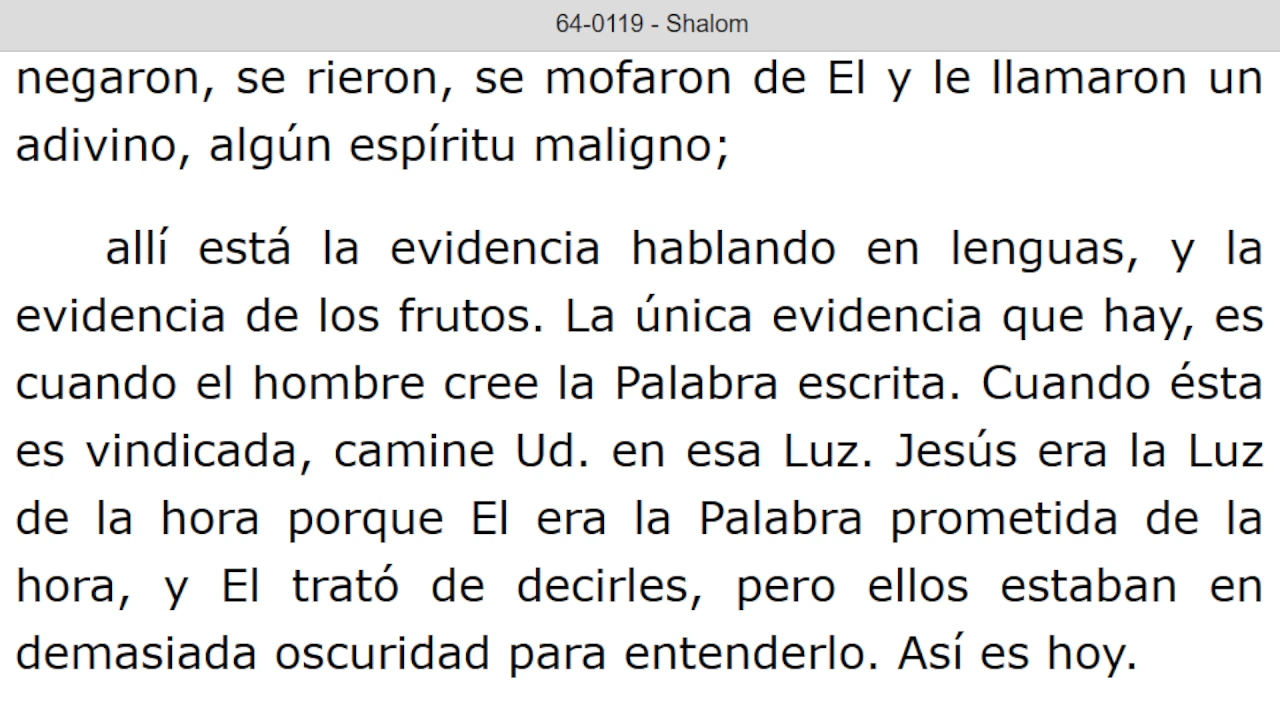 64-0119 - Shalom
negaron, se rieron, se mofaron de El y le llamaron un
adivino, algún espíritu maligno;
allí está la evidencia hablando en lenguas, y la
evidencia de los frutos. La única evidencia que hay, es
cuando el hombre cree la Palabra escrita. Cuando ésta
es vindicada, camine Ud. en esa Luz. Jesús era la Luz
de la hora porque El era la Palabra prometida de la
hora, y El trató de decirles, pero ellos estaban en
demasiada oscuridad para entenderlo. Así es hoy.